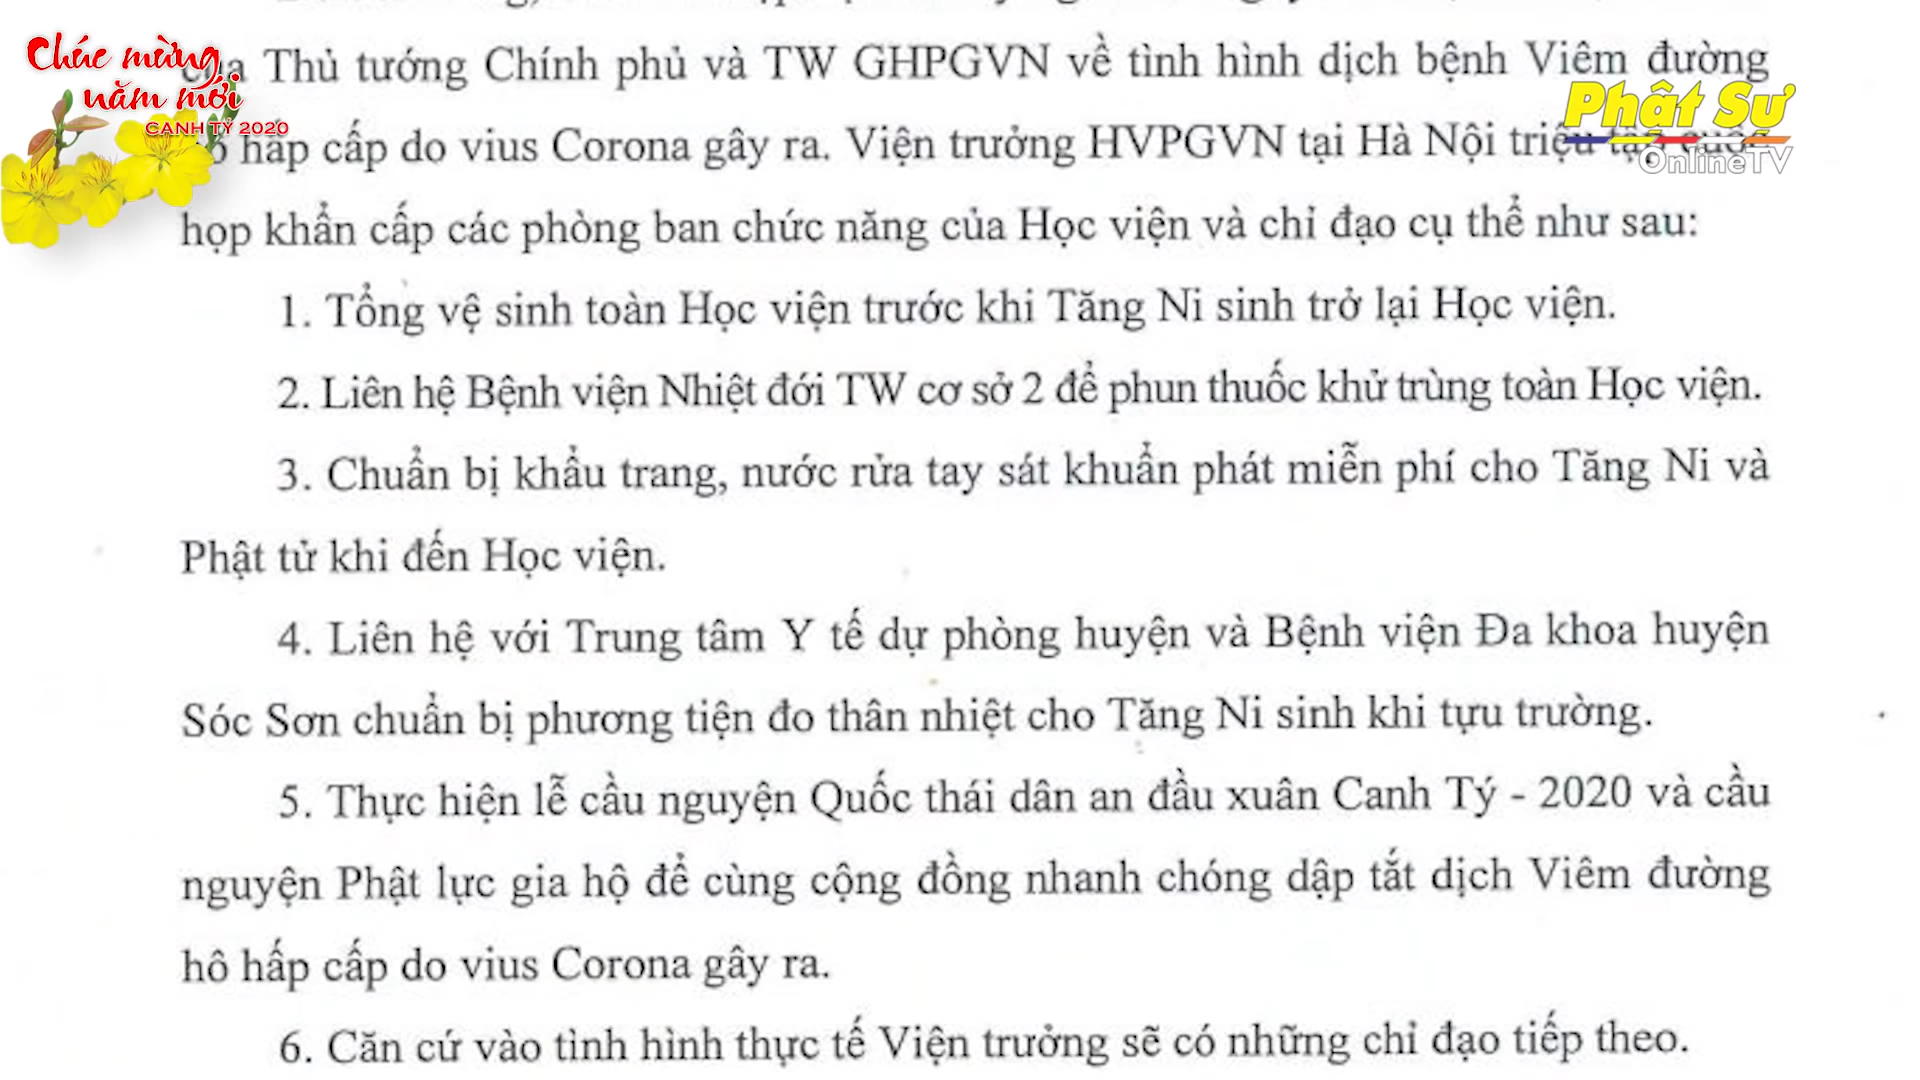 Chúc mừng
năm mới
CANH TÝ 2020
Phật Sự
OnlineTV
của Thủ tướng Chính phủ và TW GHPGVN về tình hình dịch bệnh Viêm đường
hô hấp cấp do vius Corona gây ra. Viện trưởng HVPGVN tại Hà Nội triệu tập cuộc
họp khẩn cấp các phòng ban chức năng của Học viện và chỉ đạo cụ thể như sau:
1. Tổng vệ sinh toàn Học viện trước khi Tăng Ni sinh trở lại Học viện.
2. Liên hệ Bệnh viện Nhiệt đới TW cơ sở 2 để phun thuốc khử trùng toàn Học viện.
3. Chuẩn bị khẩu trang, nước rửa tay sát khuẩn phát miễn phí cho Tăng Ni và
Phật tử khi đến Học viện.
4. Liên hệ với Trung tâm Y tế dự phòng huyện và Bệnh viện Đa khoa huyện
Sóc Sơn chuẩn bị phương tiện đo thân nhiệt cho Tăng Ni sinh khi tựu trường.
5. Thực hiện lễ cầu nguyện Quốc thái dân an đầu xuân Canh Tý - 2020 và cầu
nguyện Phật lực gia hộ để cùng cộng đồng nhanh chóng dập tắt dịch Viêm đường
hô hấp cấp do vius Corona gây ra.
6. Căn cứ vào tình hình thực tế Viện trưởng sẽ có những chỉ đạo tiếp theo.